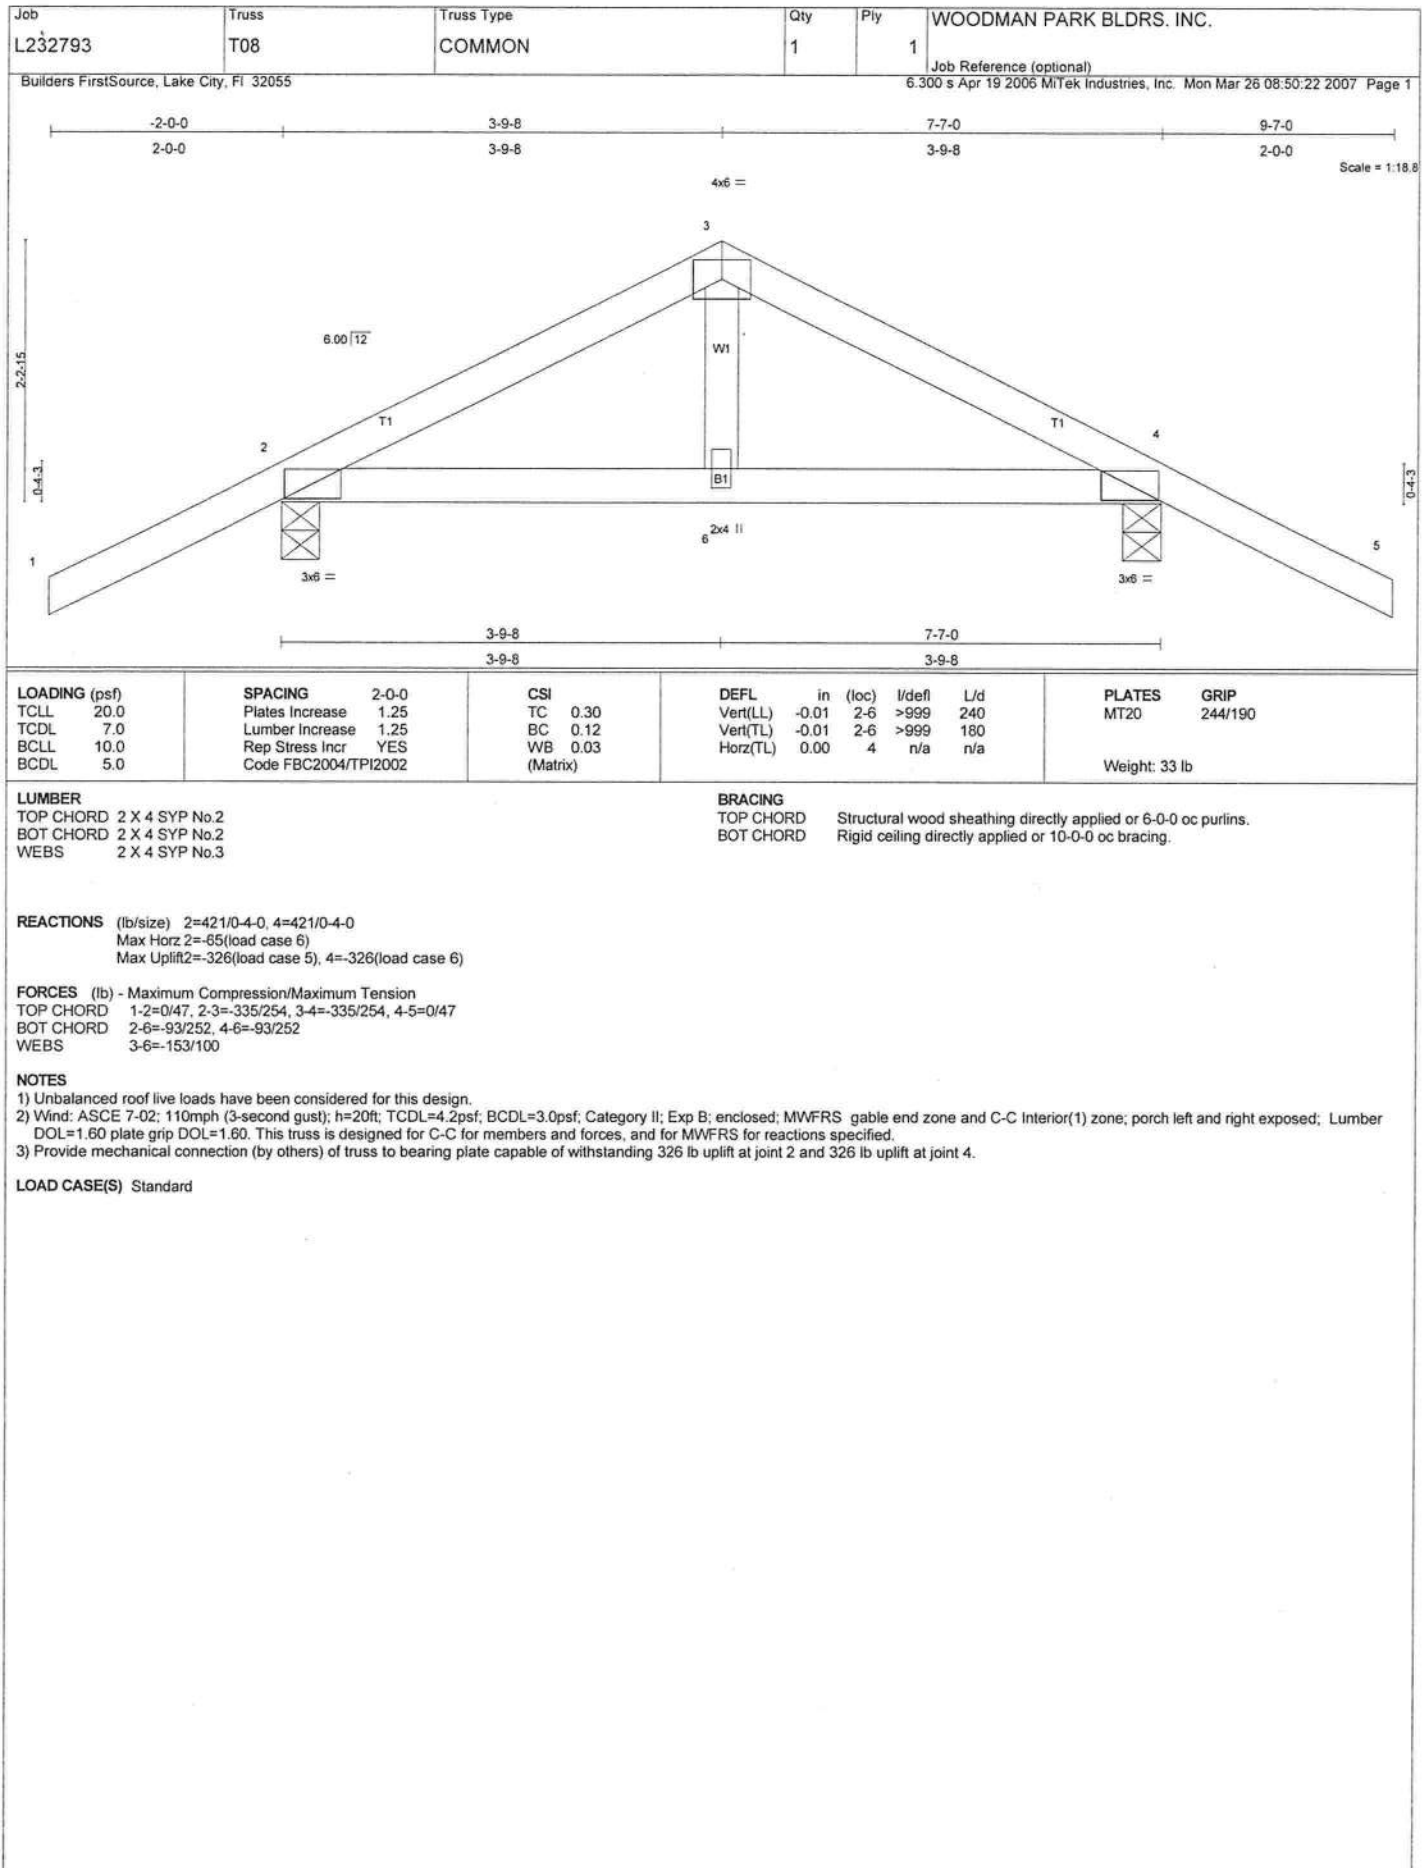 Job Truss Truss Type Qty Ply WOODMAN PARK BLDRS. INC.
L232793 T08 COMMON 1 1
Job Reference (optional)
Builders FirstSource, Lake City, Fl 32055 6.300 s Apr 19 2006 MiTek Industries, Inc. Mon Mar 26 08:50:22 2007 Page 1
-2-0-0 3-9-8 7-7-0 9-7-0
2-0-0 3-9-8 3-9-8 2-0-0
Scale = 1:18.8
4x6 =
3
6.00 12
W1
2-2-15
T1 T1
2 4
0-4-3 0-4-3
B1
2x4 II
6
1 5
3x6 = 3x6 =
3-9-8 7-7-0
3-9-8 3-9-8
LOADING (psf) SPACING 2-0-0 CSI DEFL in (loc) l/defl L/d PLATES GRIP
TCLL 20.0 Plates Increase 1.25 TC 0.30 Vert(LL) -0.01 2-6 >999 240 MT20 244/190
TCDL 7.0 Lumber Increase 1.25 BC 0.12 Vert(TL) -0.01 2-6 >999 180
BCLL 10.0 Rep Stress Incr YES WB 0.03 Horz(TL) 0.00 4 n/a n/a
BCDL 5.0 Code FBC2004/TPI2002 (Matrix) Weight: 33 lb
LUMBER BRACING
TOP CHORD 2 X 4 SYP No.2 TOP CHORD Structural wood sheathing directly applied or 6-0-0 oc purlins.
BOT CHORD 2 X 4 SYP No.2 BOT CHORD Rigid ceiling directly applied or 10-0-0 oc bracing.
WEBS 2 X 4 SYP No.3
REACTIONS (lb/size) 2=421/0-4-0, 4=421/0-4-0
Max Horz 2=-65(load case 6)
Max Uplift2=-326(load case 5), 4=-326(load case 6)
FORCES (lb) - Maximum Compression/Maximum Tension
TOP CHORD 1-2=0/47, 2-3=-335/254, 3-4=-335/254, 4-5=0/47
BOT CHORD 2-6=-93/252, 4-6=-93/252
WEBS 3-6=-153/100
NOTES
1) Unbalanced roof live loads have been considered for this design.
2) Wind: ASCE 7-02; 110mph (3-second gust); h=20ft; TCDL=4.2psf; BCDL=3.0psf; Category II; Exp B; enclosed; MWFRS gable end zone and C-C Interior(1) zone; porch left and right exposed; Lumber
DOL=1.60 plate grip DOL=1.60. This truss is designed for C-C for members and forces, and for MWFRS for reactions specified.
3) Provide mechanical connection (by others) of truss to bearing plate capable of withstanding 326 lb uplift at joint 2 and 326 lb uplift at joint 4.
LOAD CASE(S) Standard